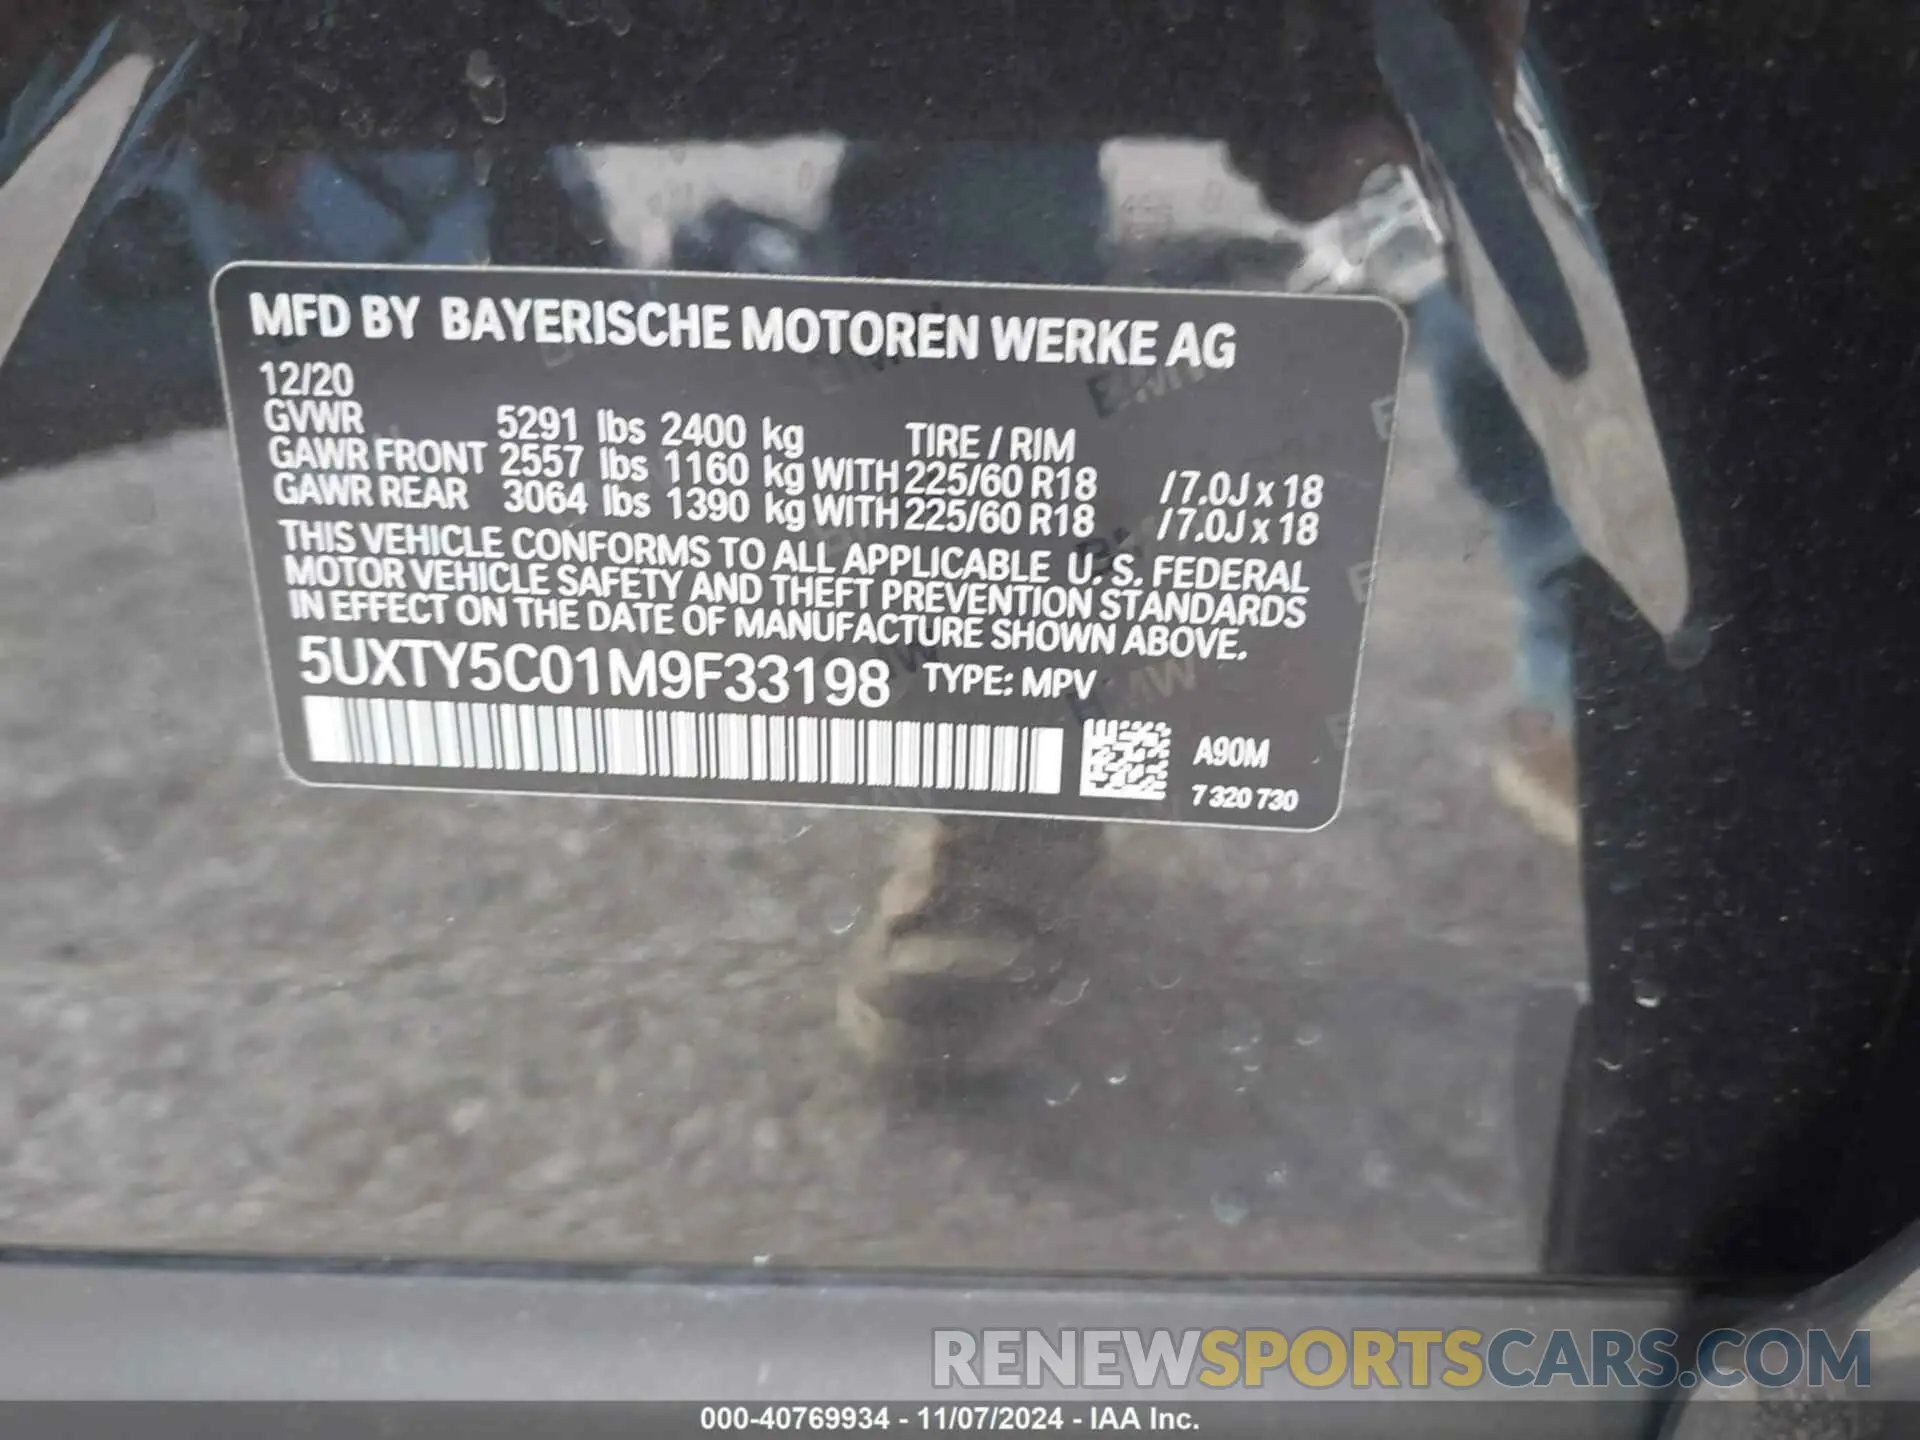 MFD BY BAYERISCHE MOTOREN WERKE AG
12/20
GVWR 5291 lbs 2400 kg TIRE / RIM
GAWR FRONT 2557 lbs 1160 kg WITH 225/60 R18 /7.0J x 18
GAWR REAR 3064 lbs 1390 kg WITH 225/60 R18 /7.0J x 18
THIS VEHICLE CONFORMS TO ALL APPLICABLE U.S. FEDERAL
MOTOR VEHICLE SAFETY AND THEFT PREVENTION STANDARDS
IN EFFECT ON THE DATE OF MANUFACTURE SHOWN ABOVE.
5UXTY5C01M9F33198 TYPE: MPV
A90M
7 320 730
RENEWSPORTSCARS.COM
000-40769934 - 11/07/2024 - IAA Inc.